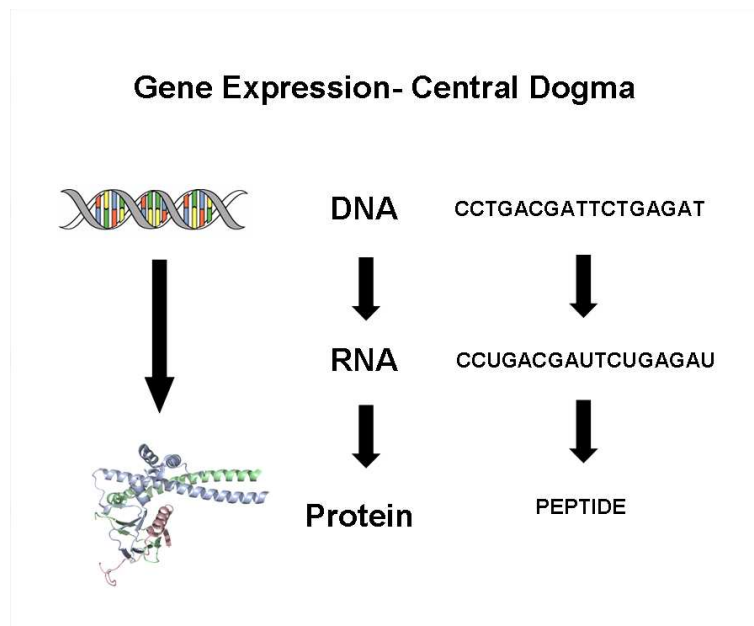 Gene Expression- Central Dogma
DNA
CCTGACGATTCTGAGAT
RNA
CCUGACGAUTCUGAGAU
Protein
PEPTIDE